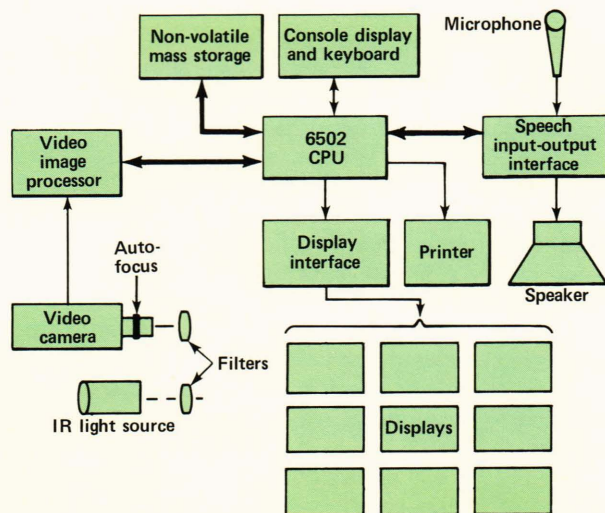 Non-volatile
mass storage
Console display
and keyboard
Microphone
Video
image
processor
6502
CPU
Speech
input-output
interface
Auto-
focus
Display
interface
Printer
Speaker
Video
camera
Filters
IR light source
Displays